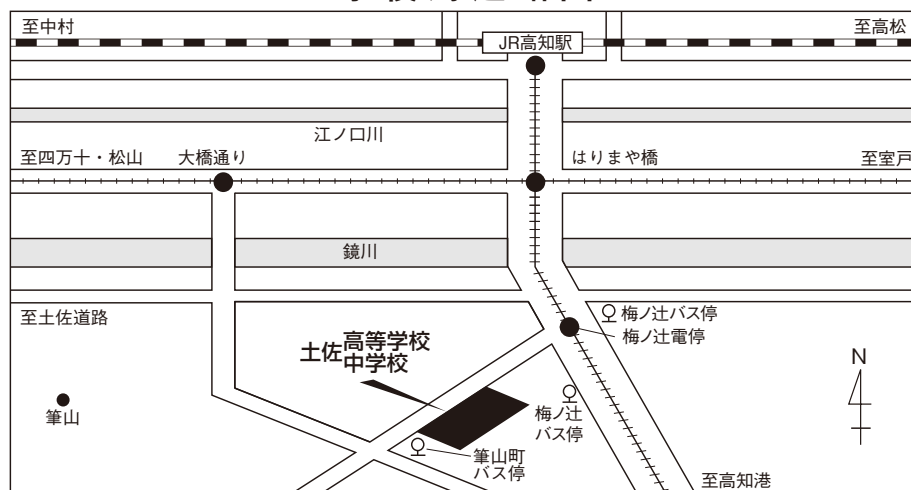 至中村
至高松
JR高知駅
江ノ口川
至四万十・松山
大橋通り
はりまや橋
至室戸
鏡川
至土佐道路
梅ノ辻バス停
梅ノ辻電停
土佐高等学校
中学校
N
筆山
梅ノ辻
バス停
筆山町
バス停
至高知港